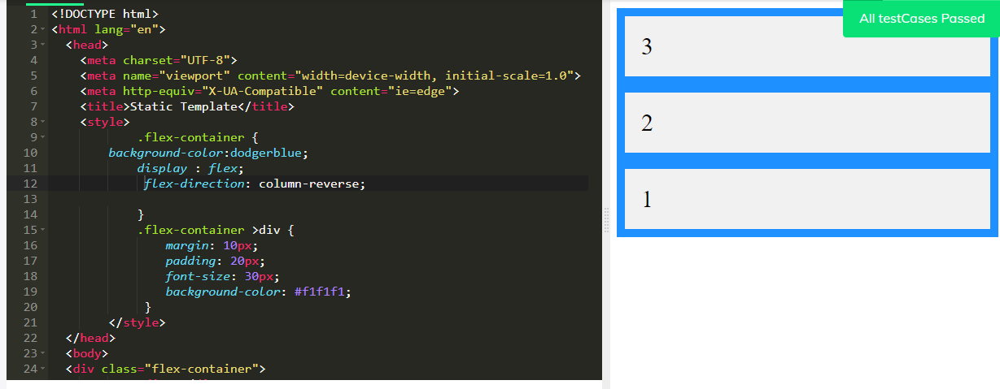 1 <!DOCTYPE html>
2 <html lang="en">
3 <head>
4 <meta charset="UTF-8">
5 <meta name="viewport" content="width=device-width, initial-scale=1.0">
6 <meta http-equiv="X-UA-Compatible" content="ie=edge">
7 <title>Static Template</title>
8 <style>
9 .flex-container {
10 background-color:dodgerblue;
11 display : flex;
12 flex-direction: column-reverse;
13
14 }
15 .flex-container >div {
16 margin: 10px;
17 padding: 20px;
18 font-size: 30px;
19 background-color: #f1f1f1;
20 }
21 </style>
22 </head>
23 <body>
24 <div class="flex-container">
All testCases Passed
3
2
1